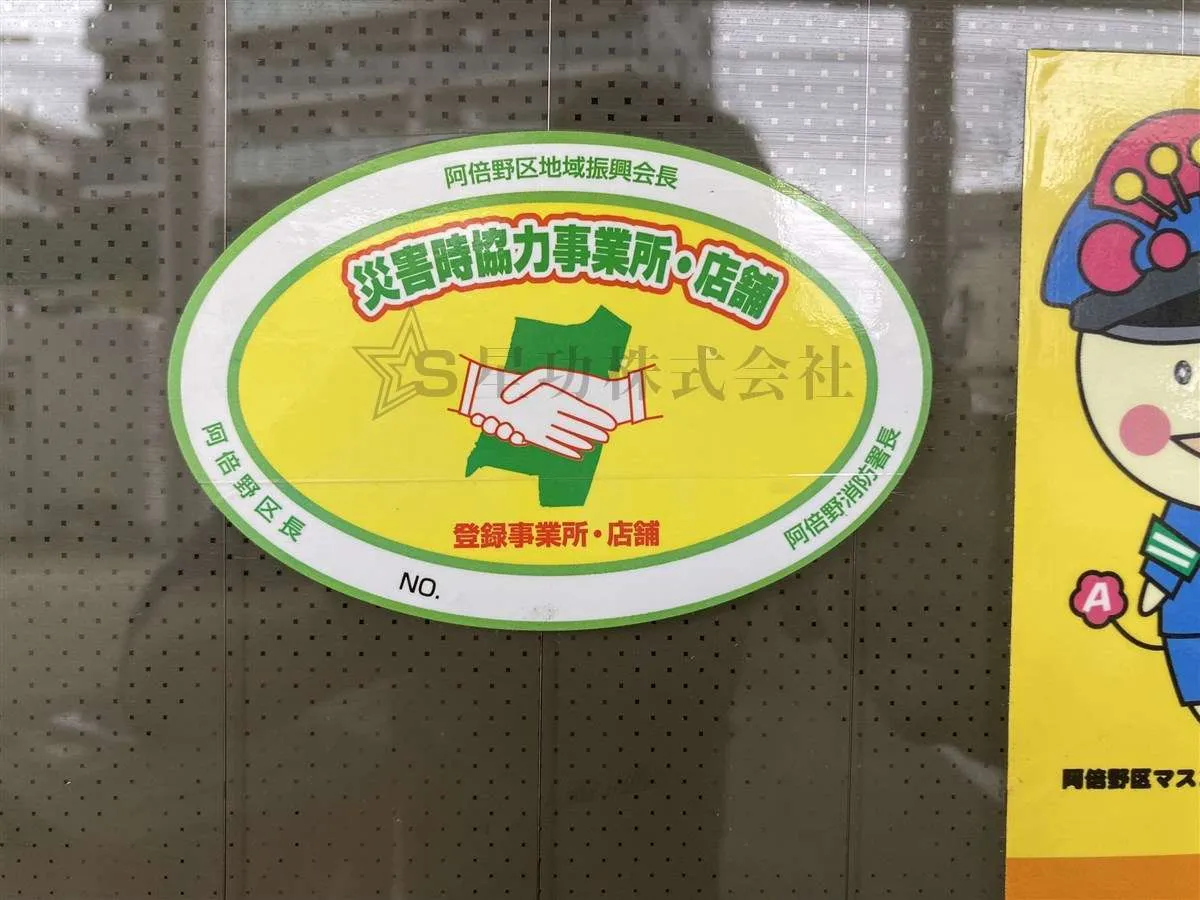 阿倍野区地域振興会長
災害時協力事業所・店舗
S星功株式会社
登録事業所・店舗
阿倍野区長
阿倍野消防署長
NO.
A
阿倍野区マス